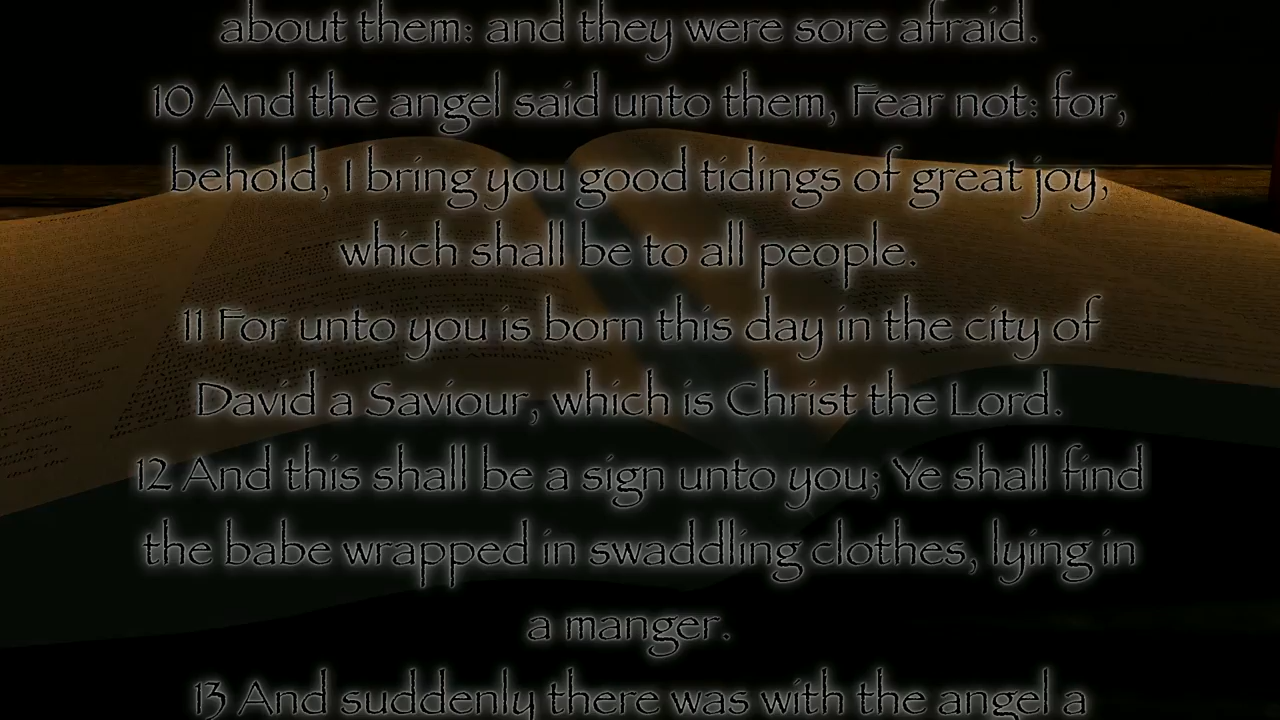 about them: and they were sore afraid.
10 And the angel said unto them, Fear not: for,
behold, I bring you good tidings of great joy,
which shall be to all people.
11 For unto you is born this day in the city of
David a Saviour, which is Christ the Lord.
12 And this shall be a sign unto you; Ye shall find
the babe wrapped in swaddling clothes, lying in
a manger.
13 And suddenly there was with the angel a